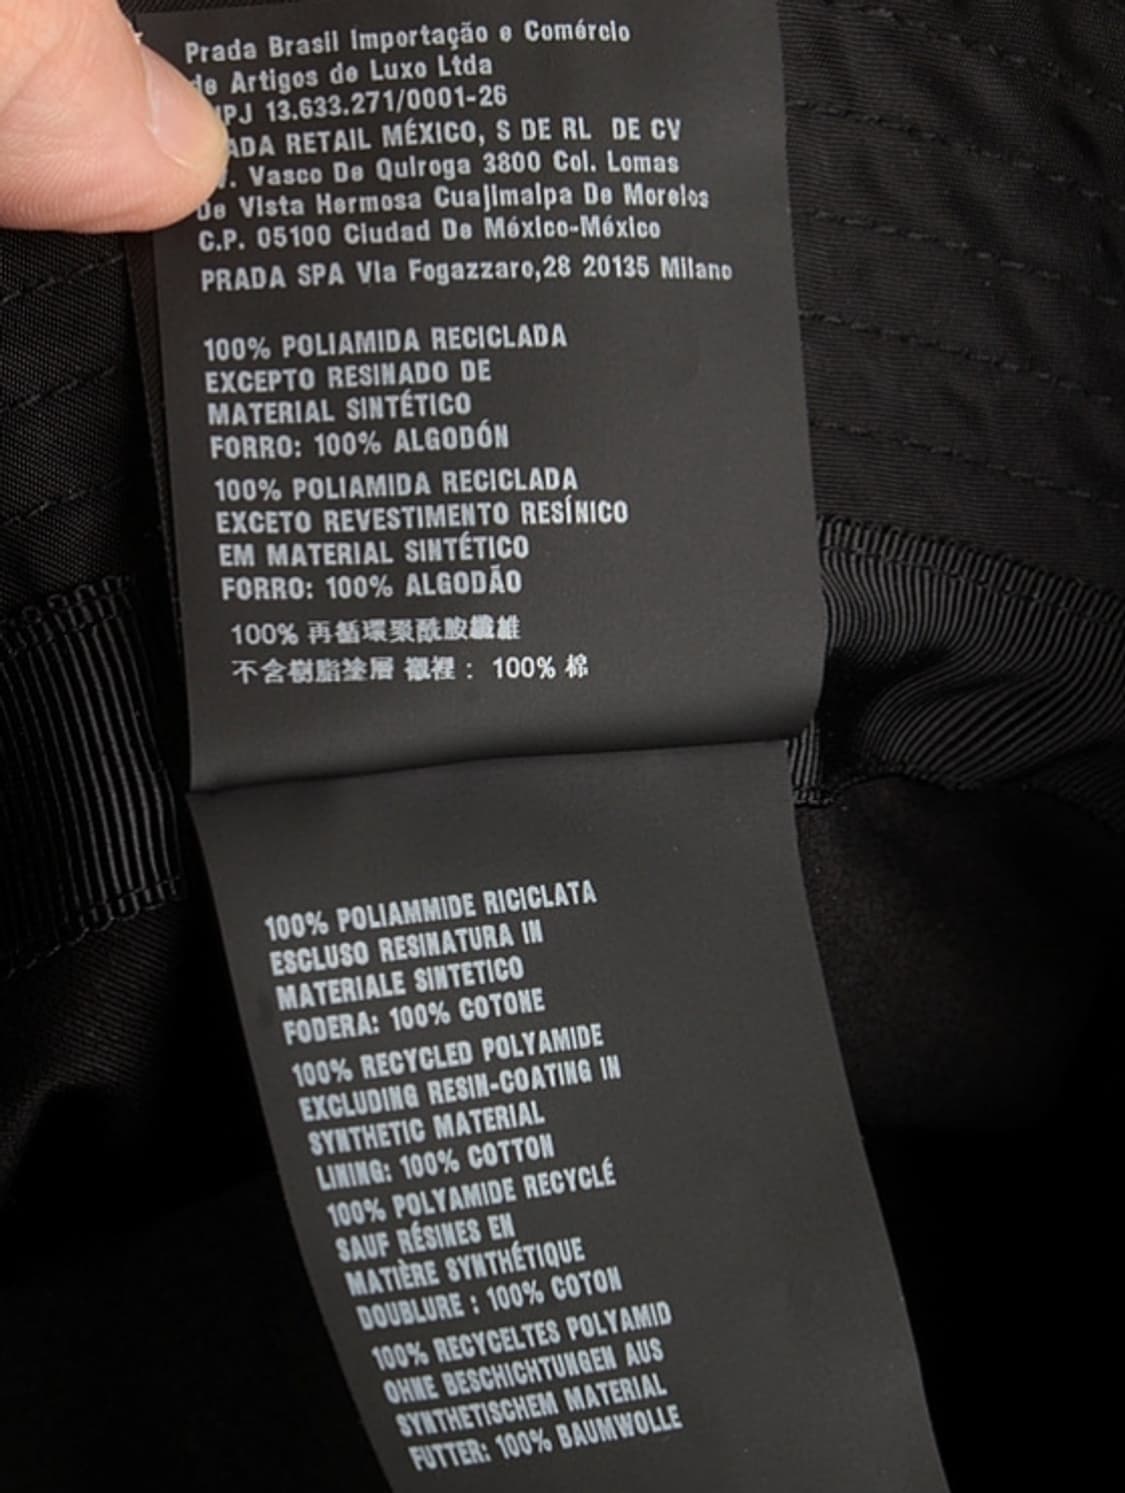 Prada Brasil Importação e Comércio
de Artigos de Luxo Ltda
PJ 13.633.271/0001-26
ADA RETAIL MÉXICO, S DE RL DE CV
. Vasco De Quiroga 3800 Col. Lomas
De Vista Hermosa Cuajimalpa De Morelos
C.P. 05100 Ciudad De México-México
PRADA SPA Via Fogazzaro,28 20135 Milano
100% POLIAMIDA RECICLADA
EXCEPTO RESINADO DE
MATERIAL SINTÉTICO
FORRO: 100% ALGODÓN
100% POLIAMIDA RECICLADA
EXCETO REVESTIMENTO RESÍNICO
EM MATERIAL SINTÉTICO
FORRO: 100% ALGODÃO
100% 再循環聚酰胺纖維
不含樹脂塗層 襯裡： 100% 棉
100% POLIAMMIDE RICICLATA
ESCLUSO RESINATURA IN
MATERIALE SINTETICO
FODERA: 100% COTONE
100% RECYCLED POLYAMIDE
EXCLUDING RESIN-COATING IN
SYNTHETIC MATERIAL
LINING: 100% COTTON
100% POLYAMIDE RECYCLÉ
SAUF RÉSINES EN
MATIÈRE SYNTHÉTIQUE
DOUBLURE : 100% COTON
100% RECYCELTES POLYAMID
OHNE BESCHICHTUNGEN AUS
SYNTHETISCHEM MATERIAL
FUTTER: 100% BAUMWOLLE